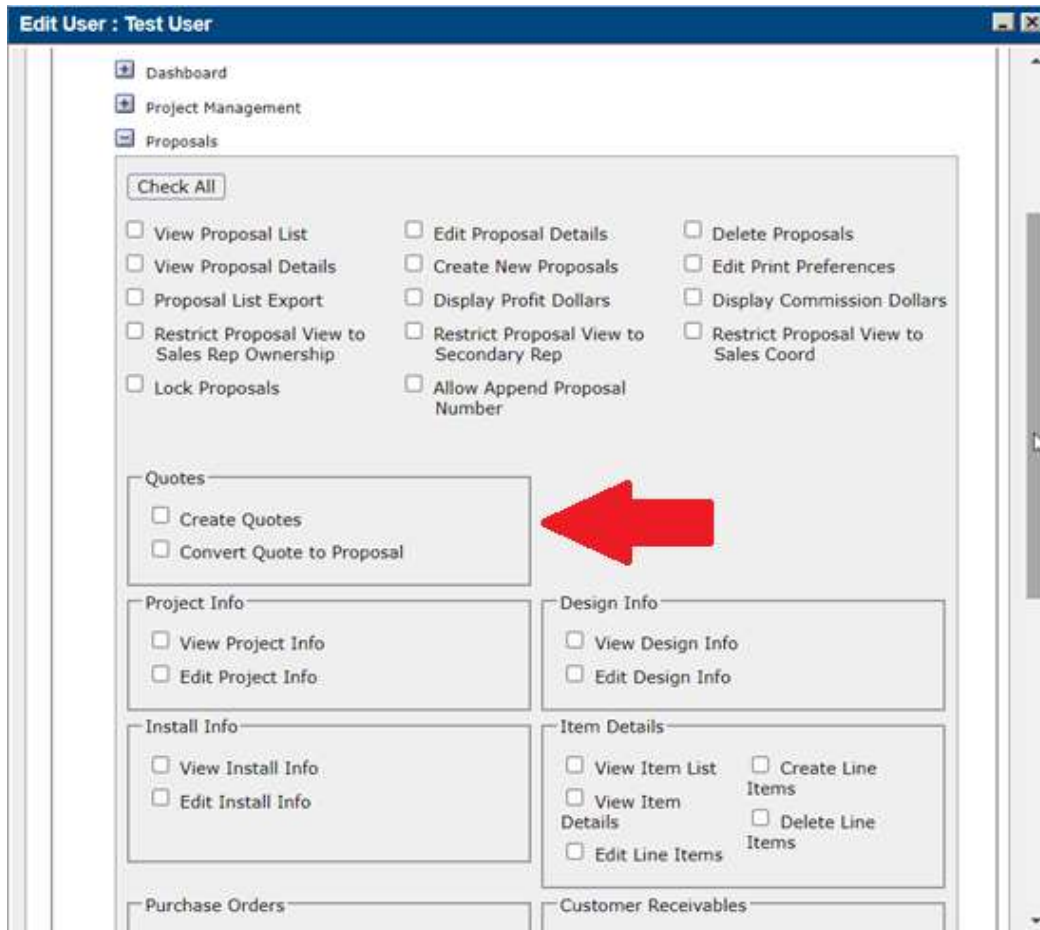 Edit User : Test User
Dashboard
Project Management
Proposals
Check All
View Proposal List
Edit Proposal Details
Delete Proposals
View Proposal Details
Create New Proposals
Edit Print Preferences
Proposal List Export
Display Profit Dollars
Display Commission Dollars
Restrict Proposal View to
Sales Rep Ownership
Restrict Proposal View to
Secondary Rep
Restrict Proposal View to
Sales Coord
Lock Proposals
Allow Append Proposal
Number
Quotes
Create Quotes
Convert Quote to Proposal
Project Info
View Project Info
Edit Project Info
Design Info
View Design Info
Edit Design Info
Install Info
View Install Info
Edit Install Info
Item Details
View Item List
View Item
Details
Edit Line Items
Create Line
Items
Delete Line
Items
Purchase Orders
Customer Receivables